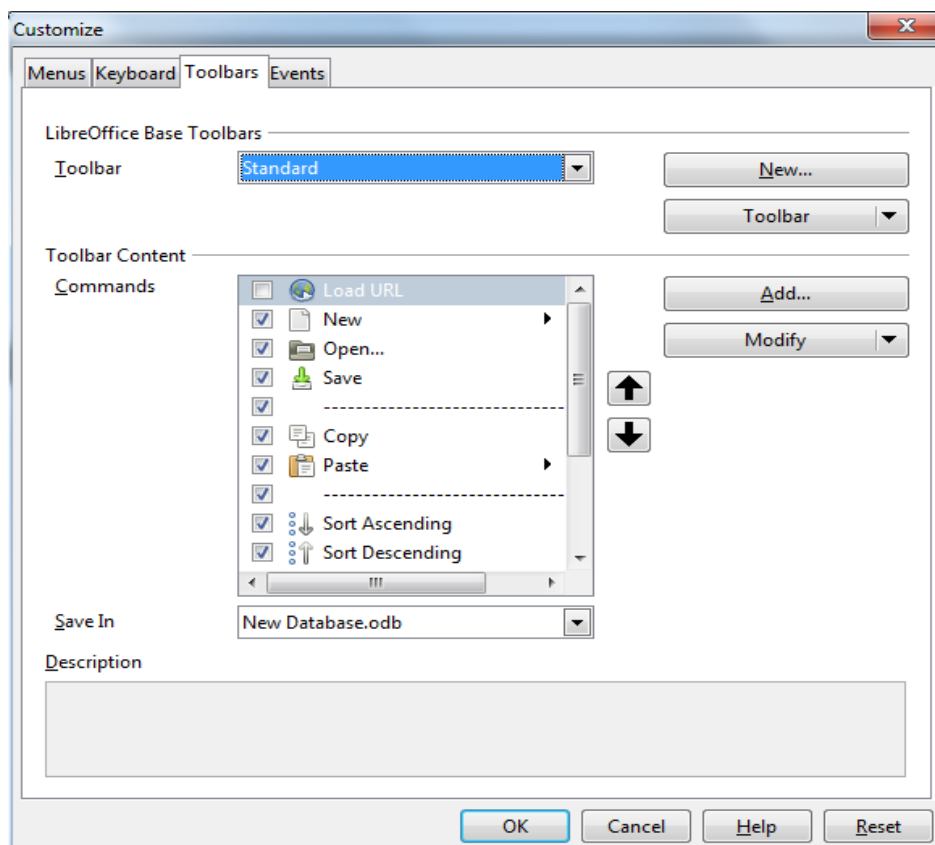 Customize
Menus Keyboard Toolbars Events
LibreOffice Base Toolbars
Toolbar Standard New...
Toolbar
Toolbar Content
Commands Load URL Add...
New
Modify
Open...
Save
--------------------------------
Copy
Paste
--------------------------------
Sort Ascending
Sort Descending
Save In New Database.odb
Description
OK Cancel Help Reset